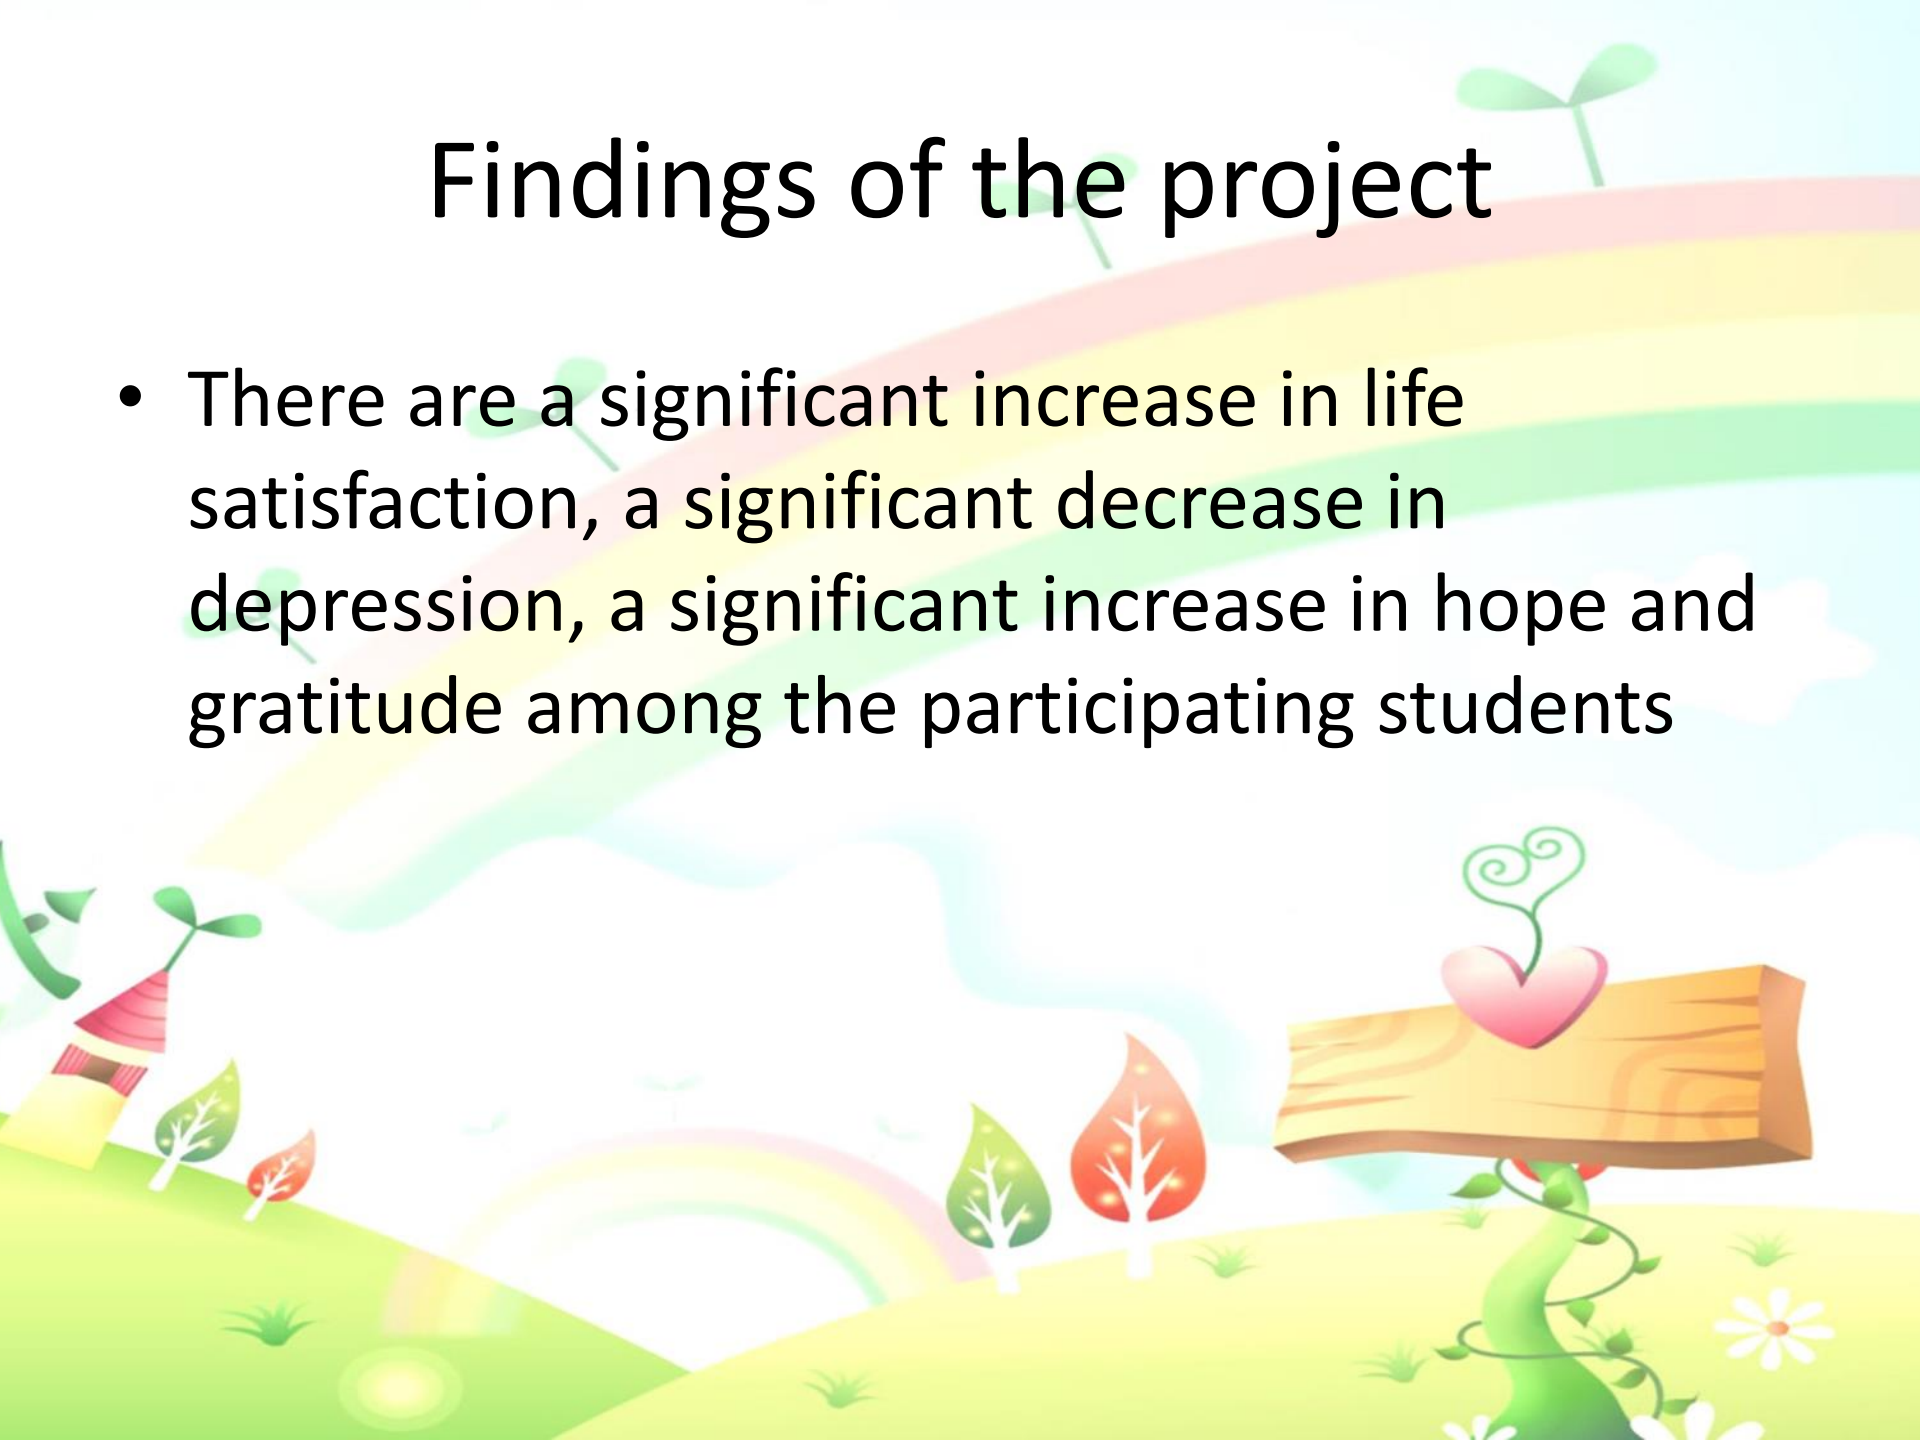 Findings of the project
• There are a significant increase in life
satisfaction, a significant decrease in
depression, a significant increase in hope and
gratitude among the participating students